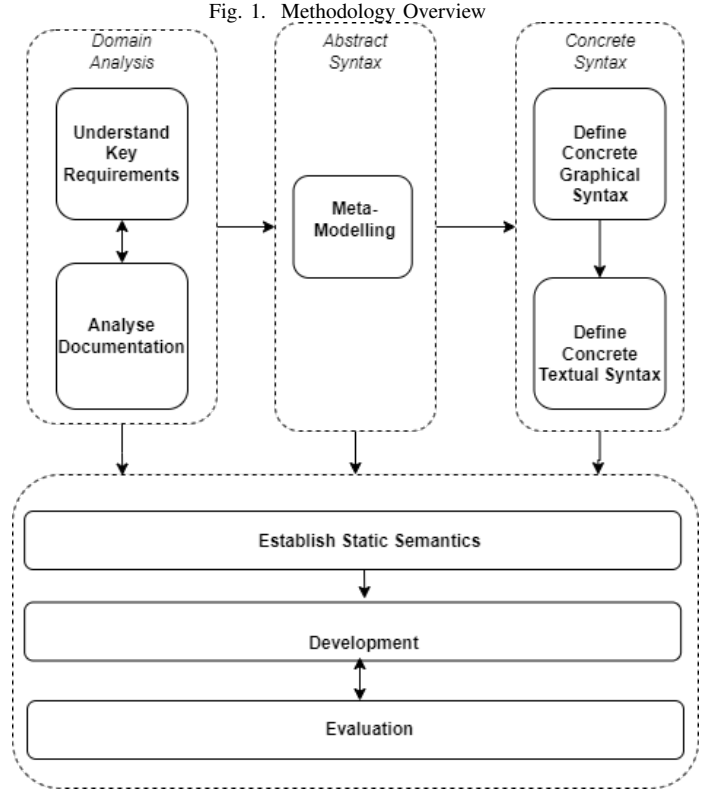 Fig. 1. Methodology Overview
Domain
Analysis
Understand
Key
Requirements
Analyse
Documentation
Abstract
Syntax
Meta-
Modelling
Concrete
Syntax
Define
Concrete
Graphical
Syntax
Define
Concrete
Textual Syntax
Establish Static Semantics
Development
Evaluation